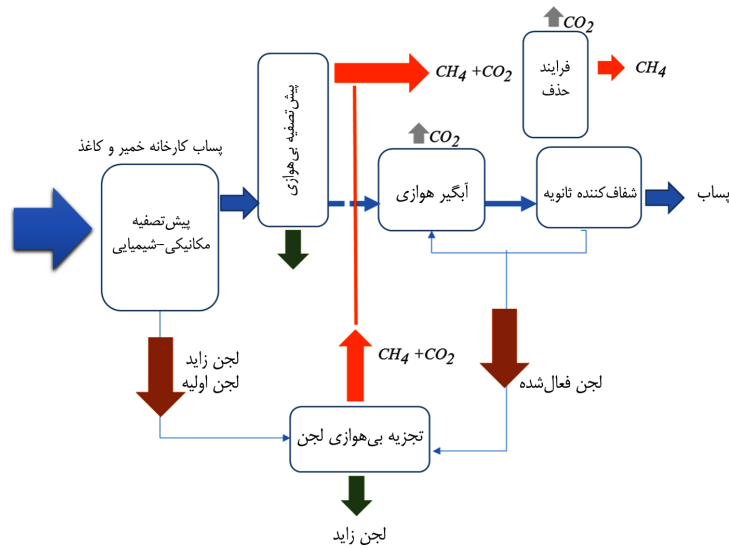 CO₂
فرایند
حذف
CH₄
CH₄ +CO₂
پیش‌تصفیه بی‌هوازی
CO₂
پساب کارخانه خمیر و کاغذ
پیش‌تصفیه
مکانیکی-شیمیایی
آبگیر هوازی
شفاف‌کننده ثانویه
پساب
لجن زاید
لجن اولیه
CH₄ +CO₂
لجن فعال‌شده
تجزیه بی‌هوازی لجن
لجن زاید